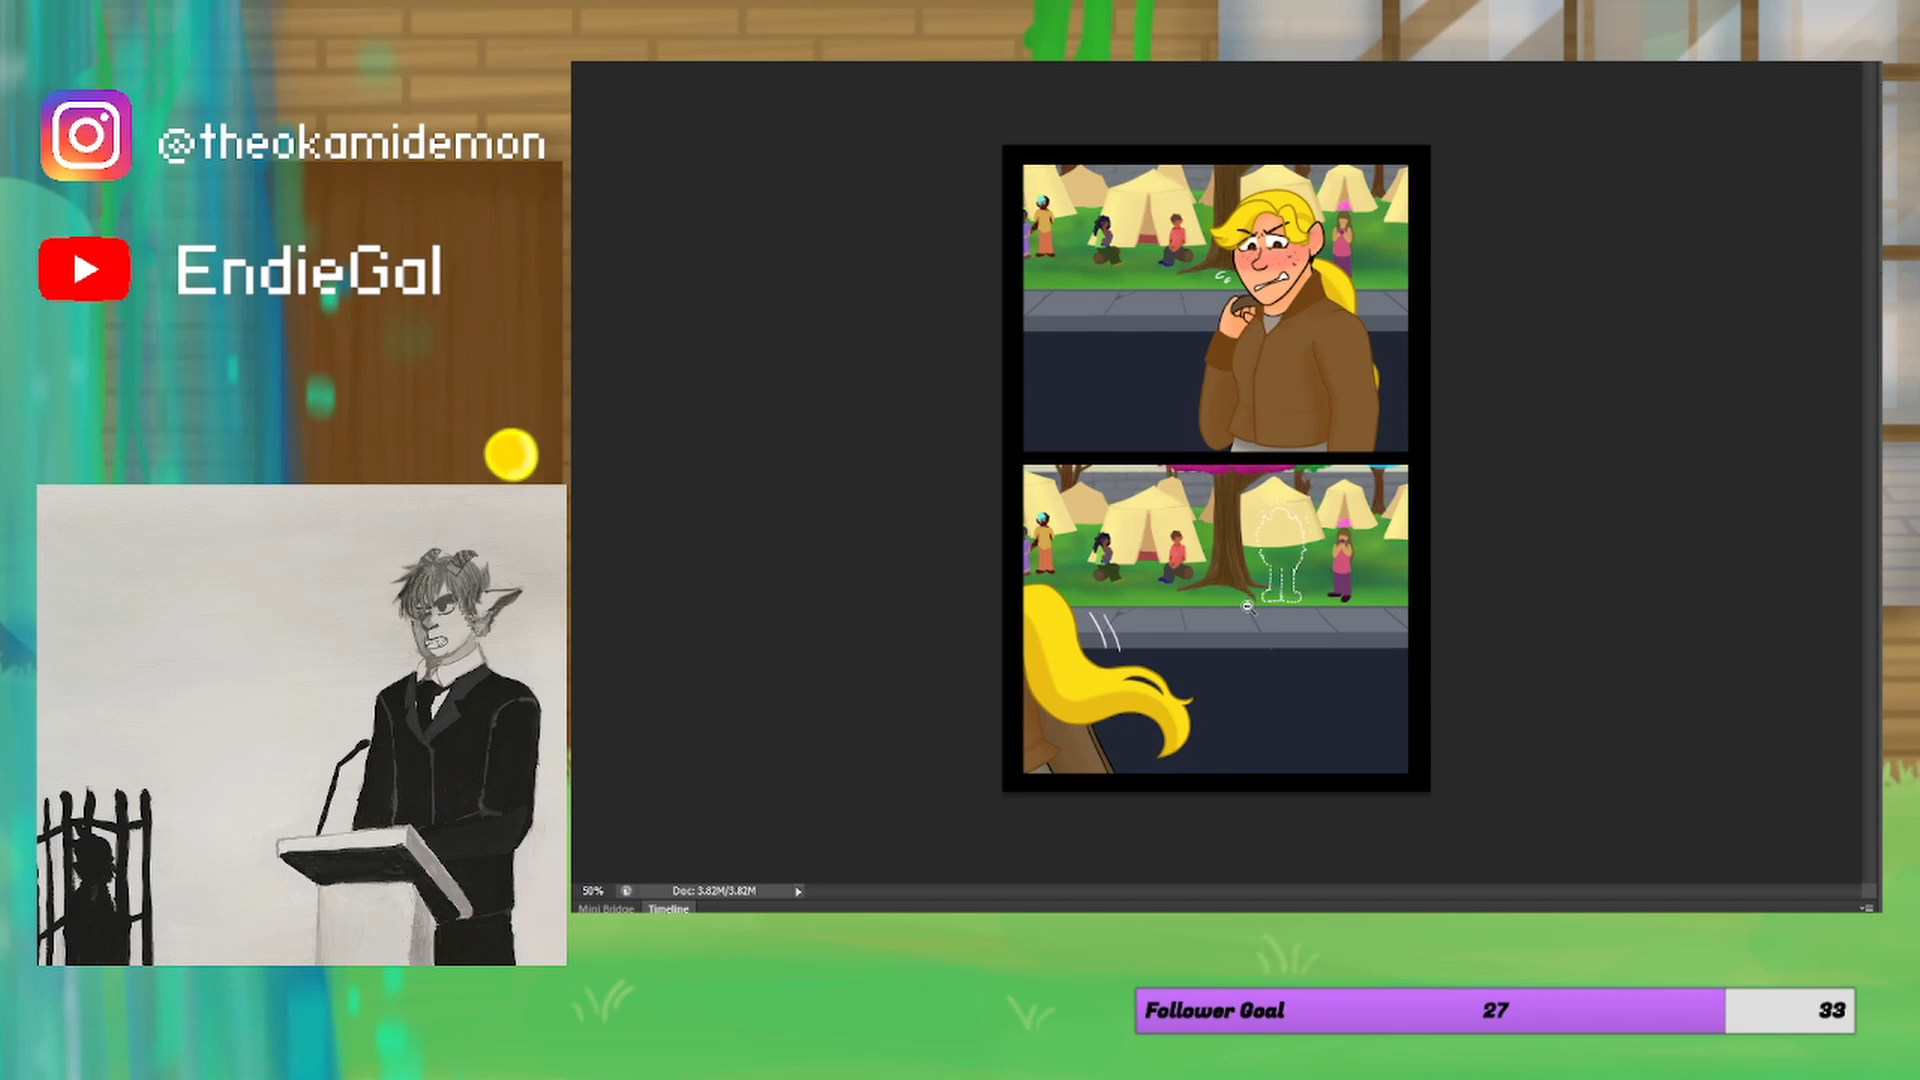 @theokamidemon
EndieGal
50%
Doc: 3.82M/3.82M
Mini Bridge
Timeline
Follower Goal
27
33